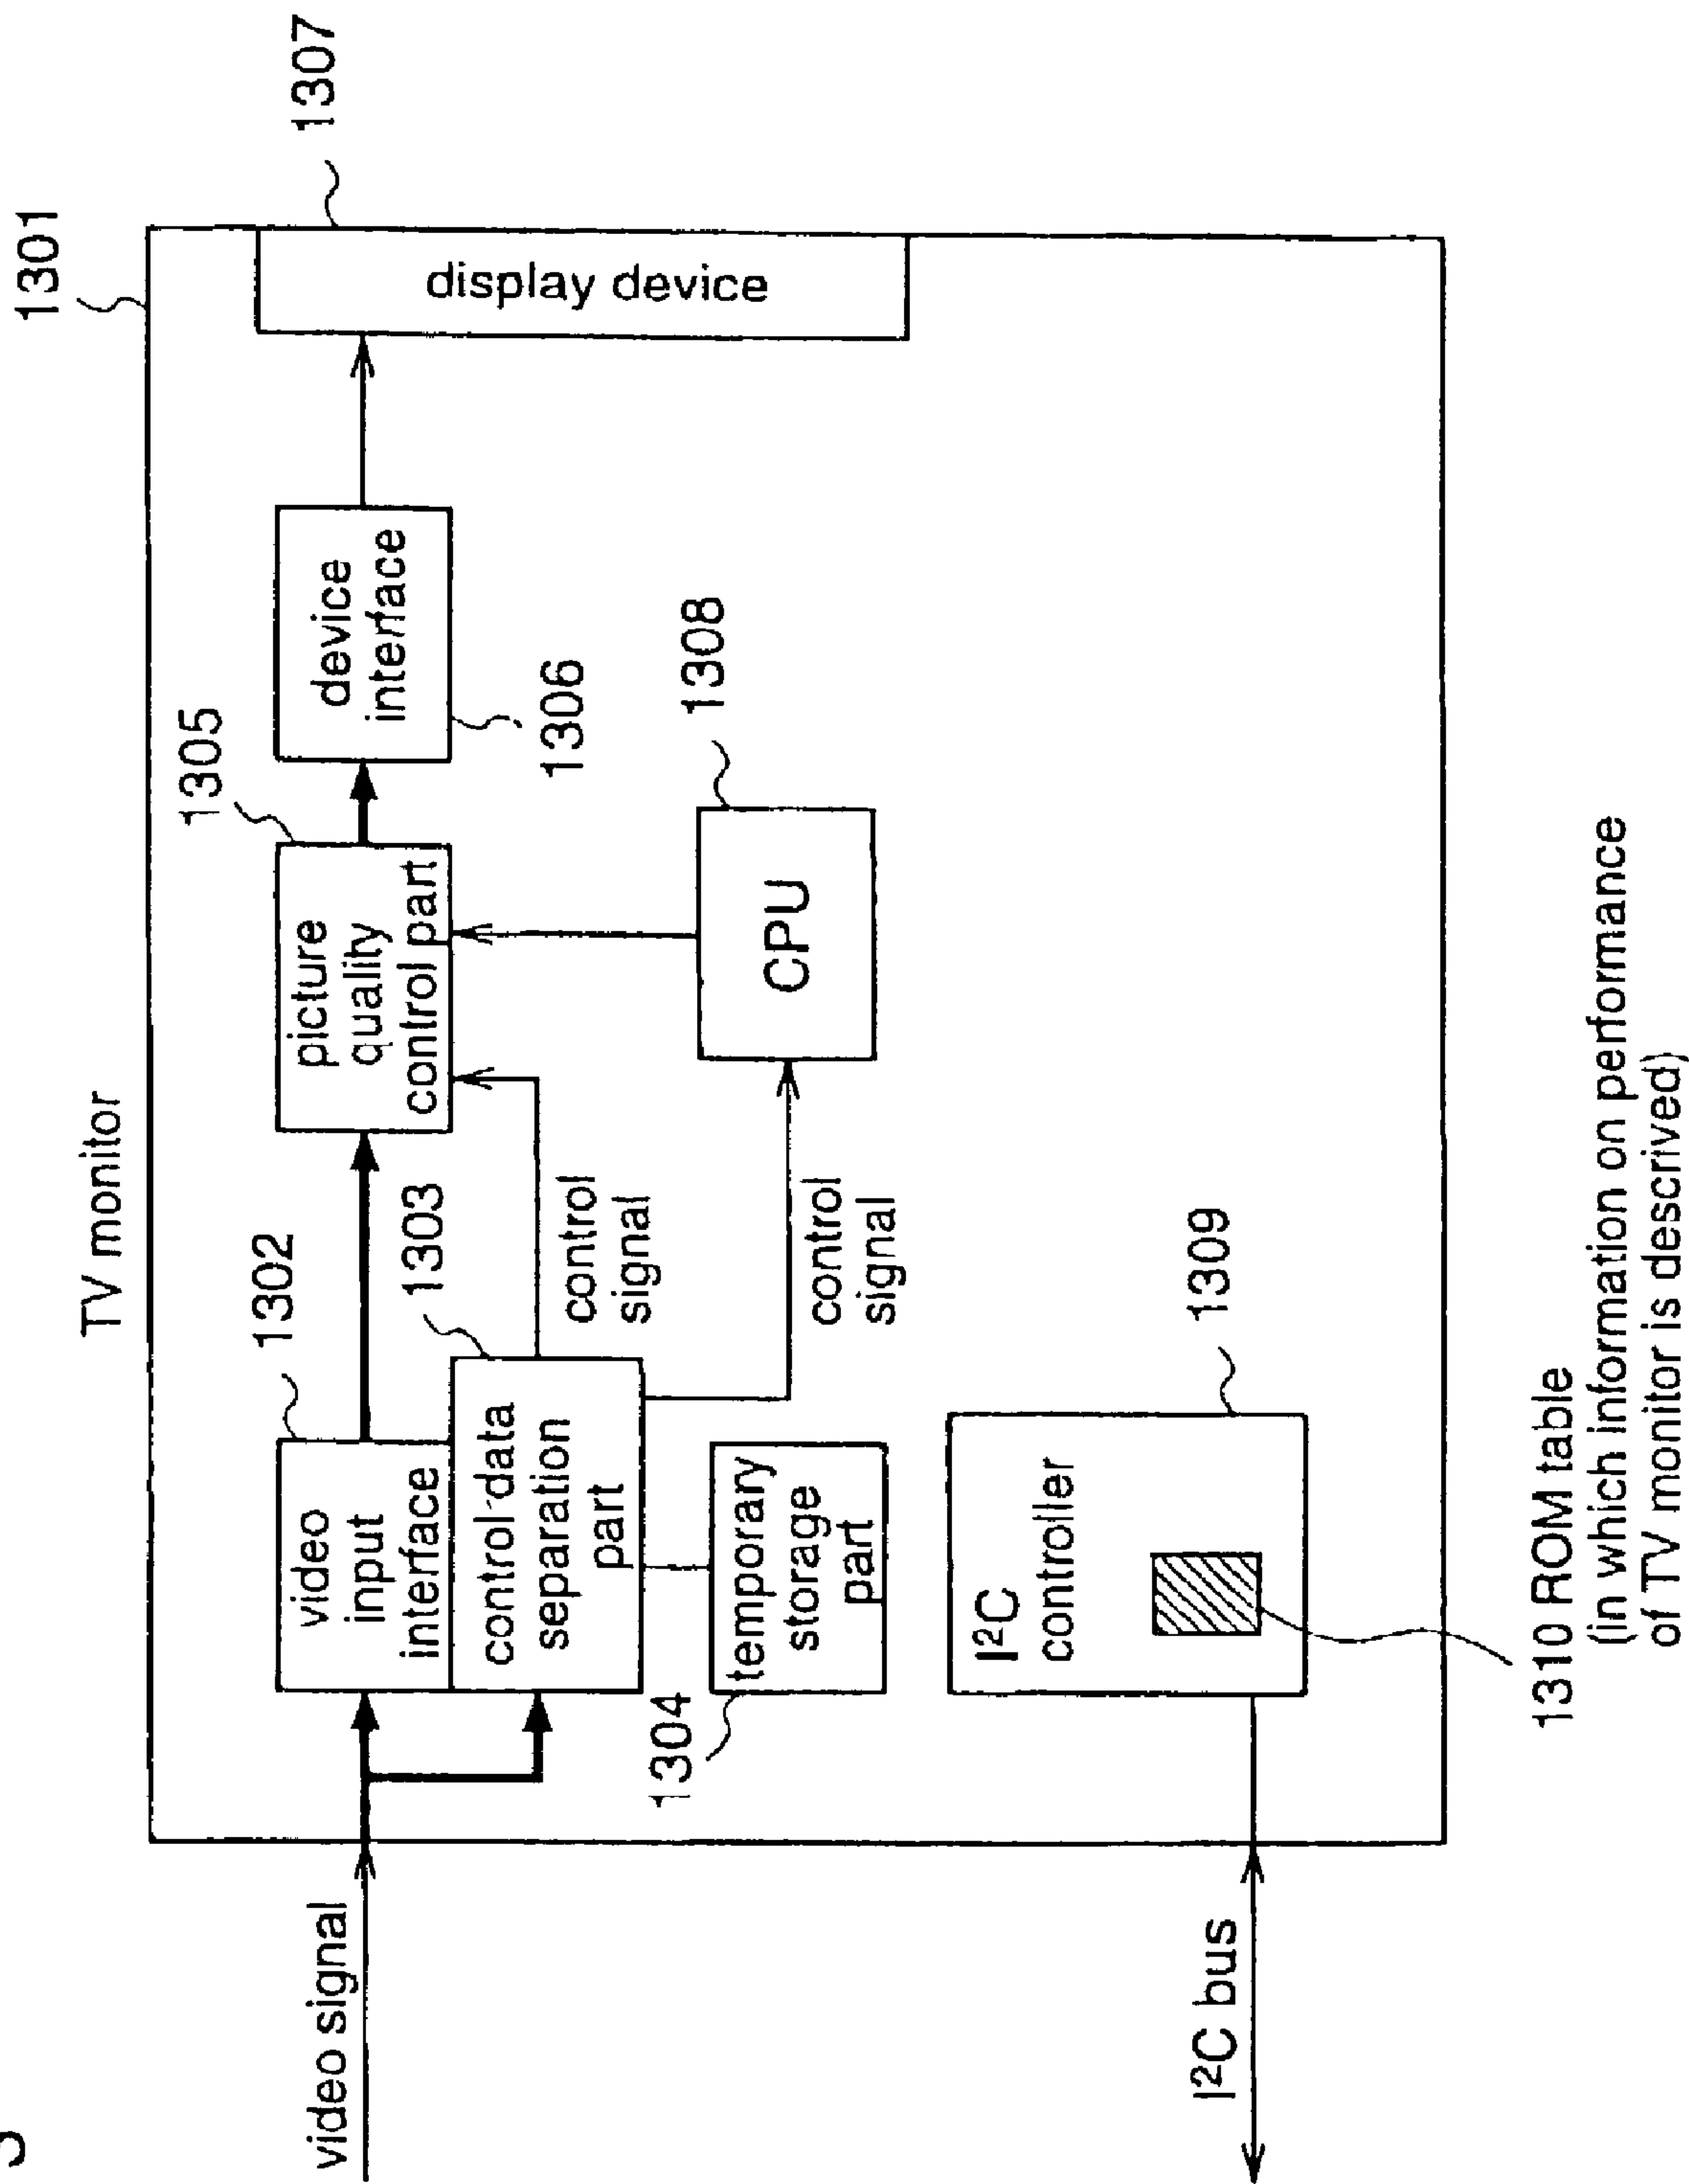 TV monitor
1301
video signal
video
input
interface
1302
control data
separation
part
1303
temporary
storage
part
1304
control
signal
control
signal
picture
quality
control part
1305
CPU
1308
device
interface
1306
display device
1307
I²C bus
I²C
controller
1309
1310 ROM table
(in which information on performance
of TV monitor is descrived)